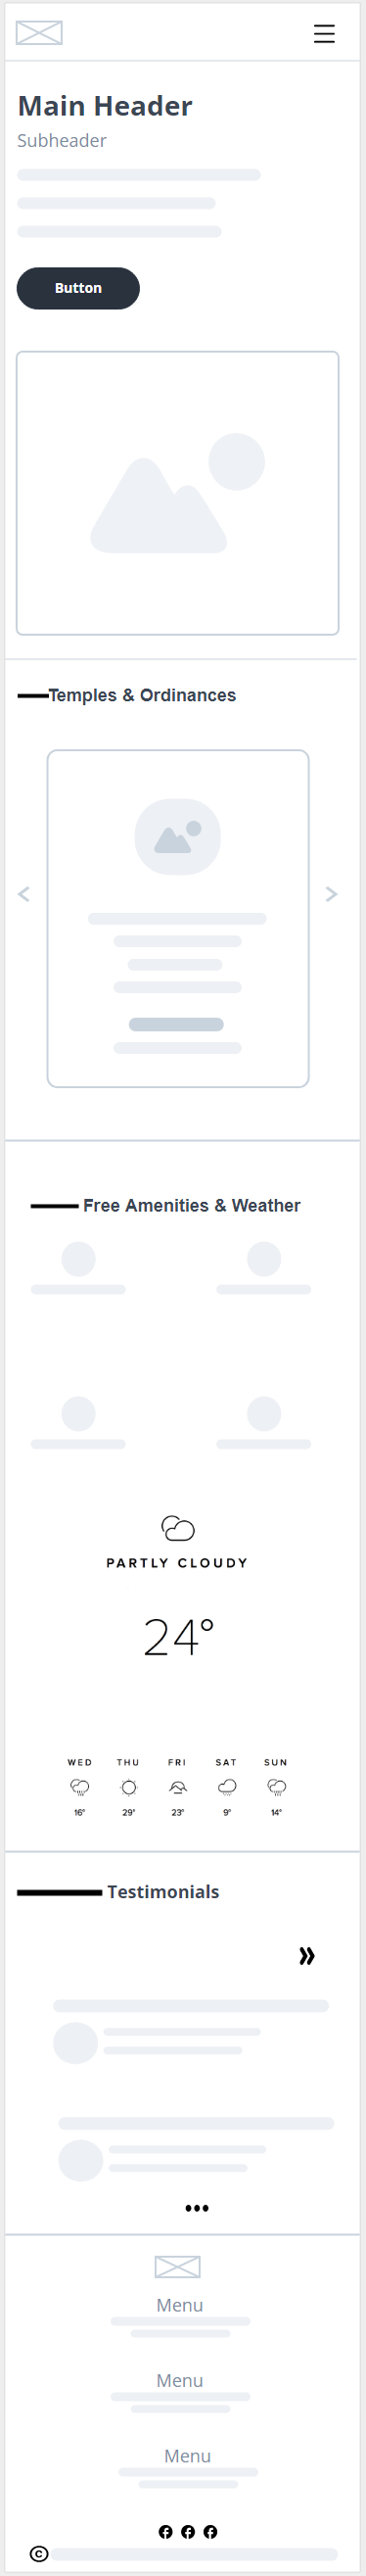 Main Header
Subheader
Button
Temples & Ordinances
Free Amenities & Weather
PARTLY CLOUDY
24°
WED THU FRI SAT SUN
16° 29° 23° 9° 14°
Testimonials
»
•••
Menu
Menu
Menu
©